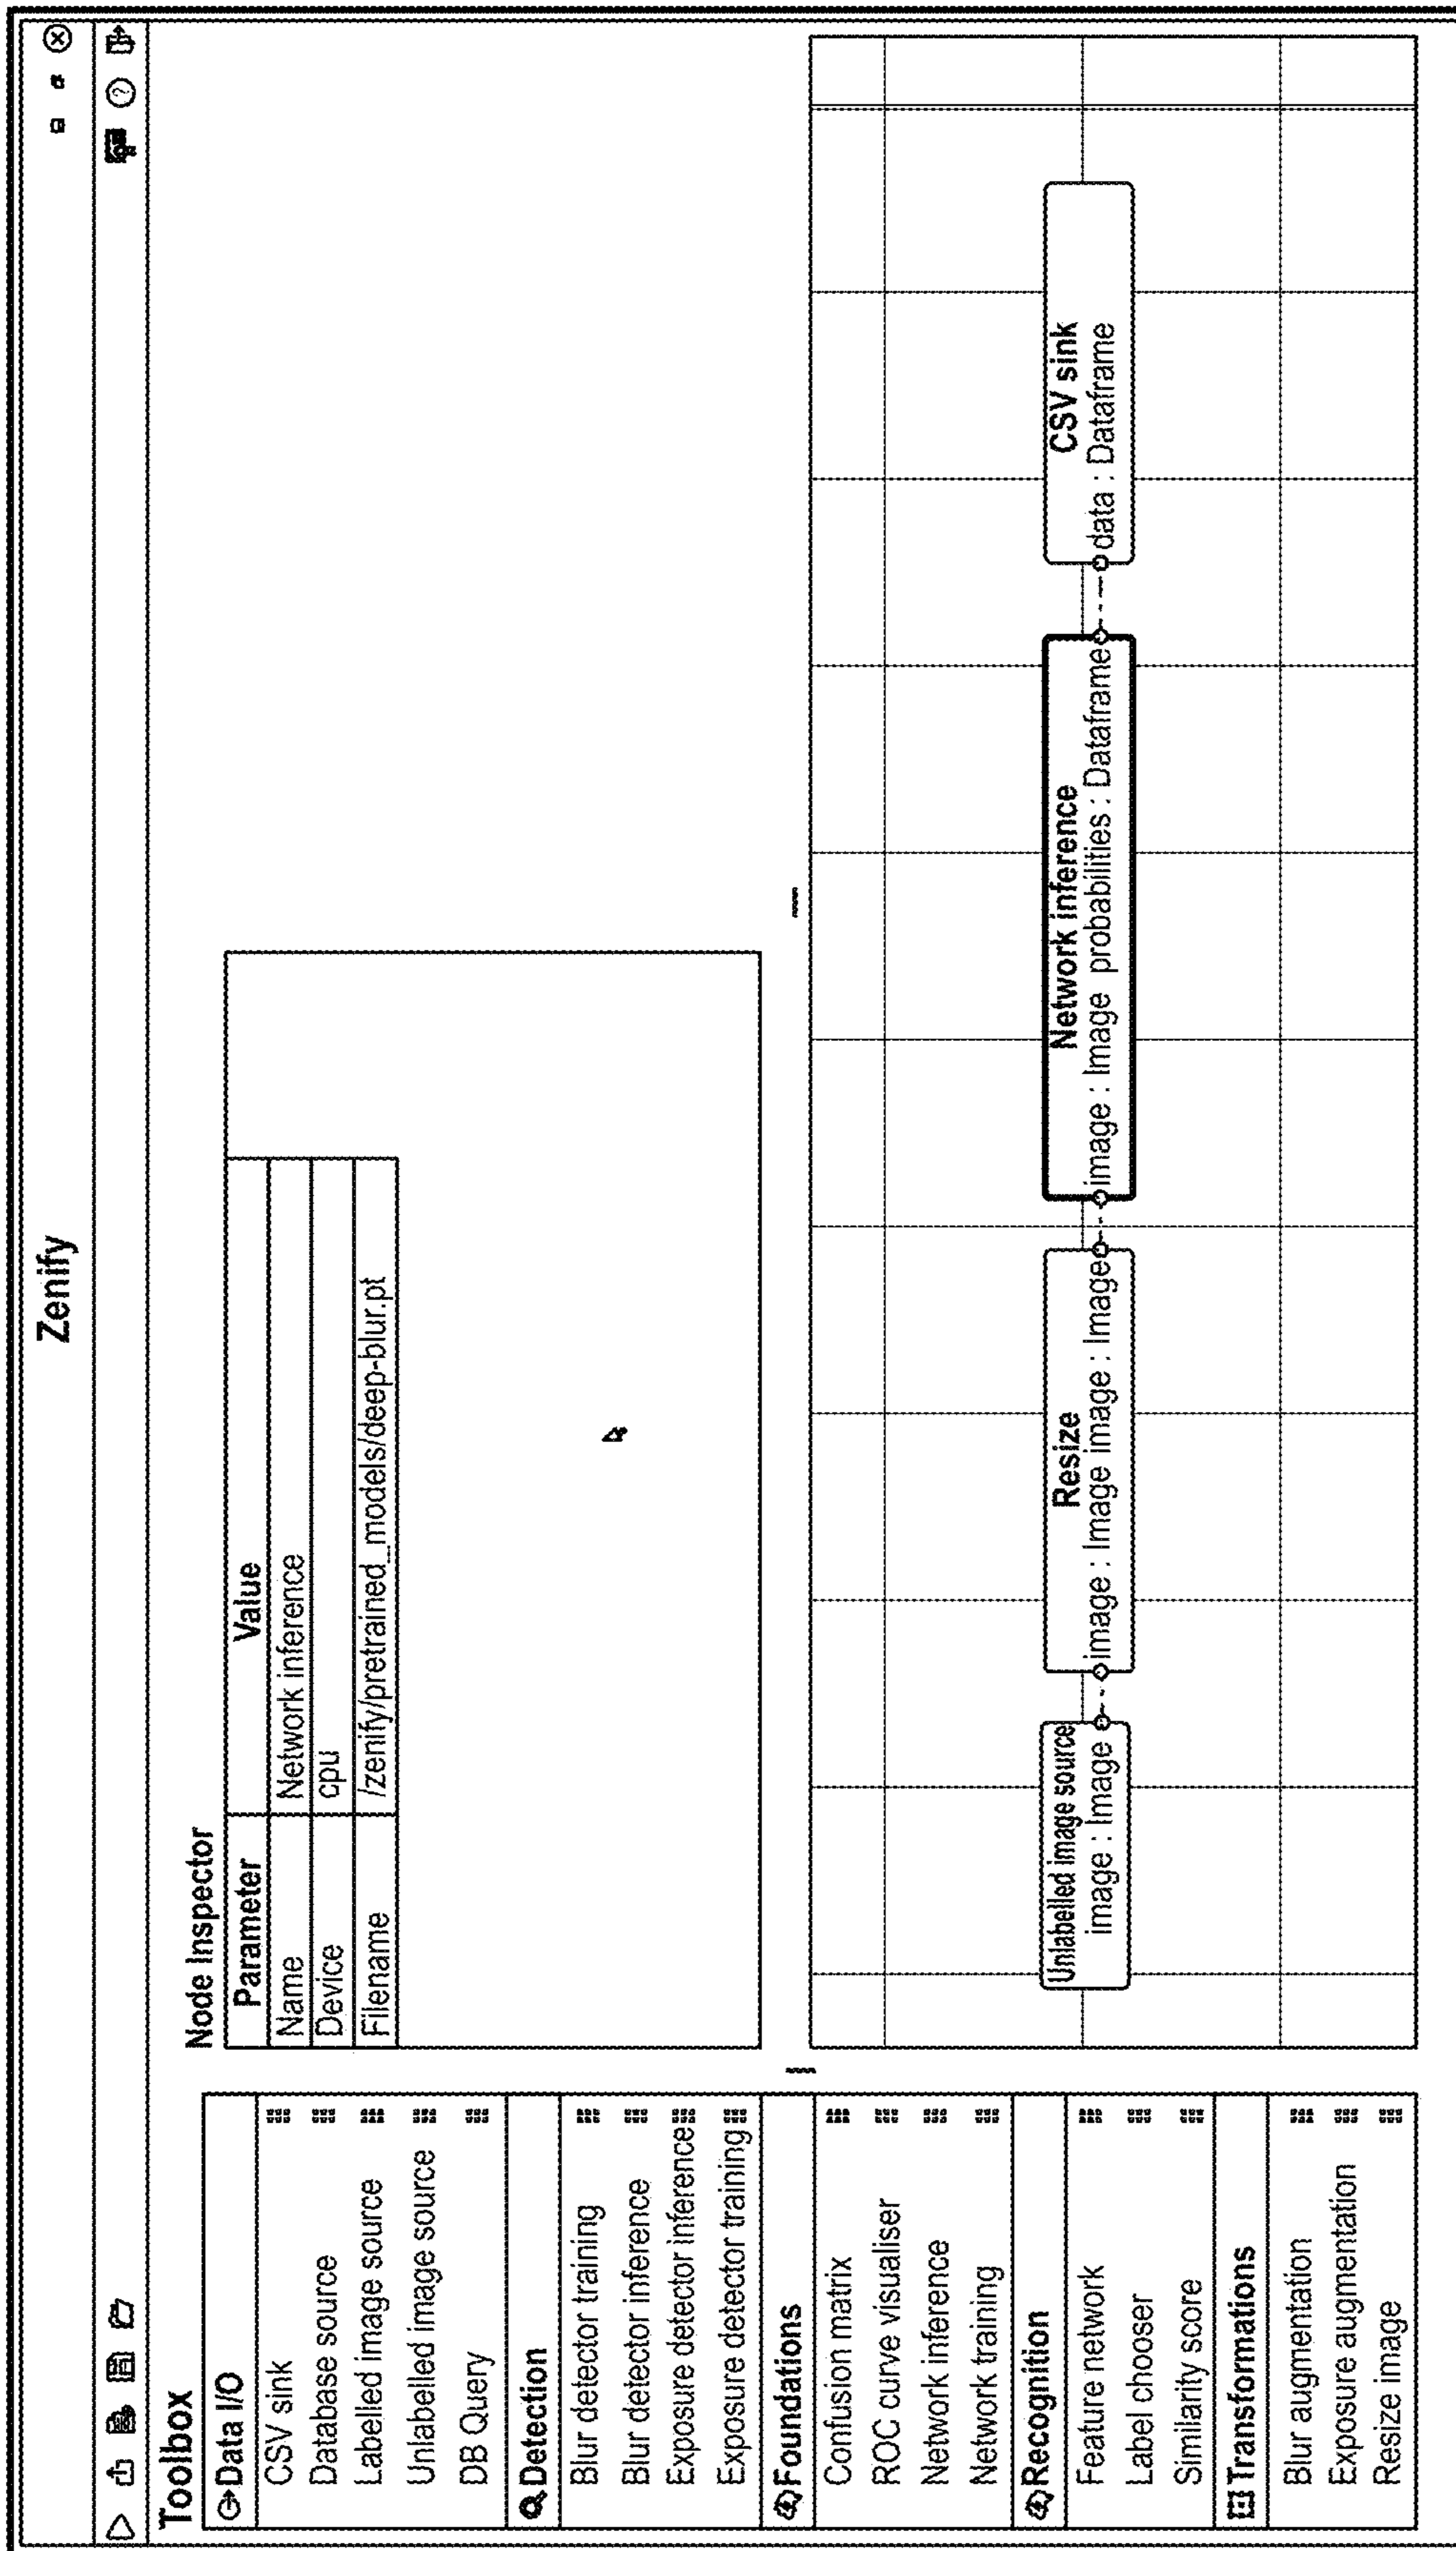 Zenify
Toolbox
Data I/O
CSV sink
Database source
Labelled image source
Unlabelled image source
DB Query
Detection
Blur detector training
Blur detector inference
Exposure detector inference
Exposure detector training
Foundations
Confusion matrix
ROC curve visualiser
Network inference
Network training
Recognition
Feature network
Label chooser
Similarity score
Transformations
Blur augmentation
Exposure augmentation
Resize image
Node Inspector
Parameter Value
Name Network inference
Device cpu
Filename /zenify/pretrained_models/deep-blur.pt
Unlabelled image source
image : Image
Resize
image : Image image : Image
Network inference
image : Image probabilities : Dataframe
CSV sink
data : Dataframe